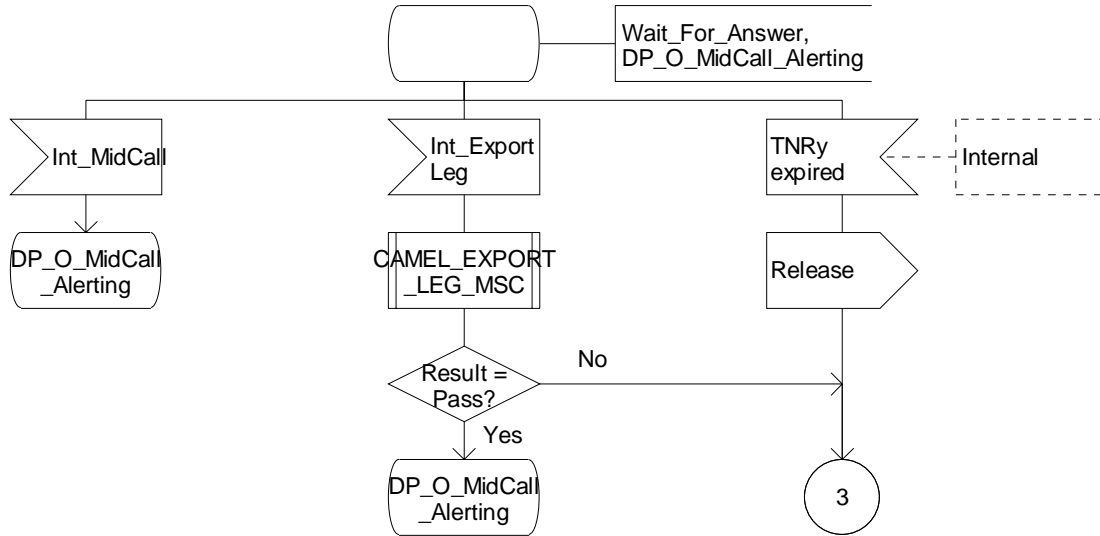 Wait_For_Answer,
DP_O_MidCall_Alerting
Int_MidCall
Int_Export
Leg
TNRy
expired
Internal
DP_O_MidCall
_Alerting
CAMEL_EXPORT
_LEG_MSC
Release
Result =
Pass?
No
Yes
DP_O_MidCall
_Alerting
3